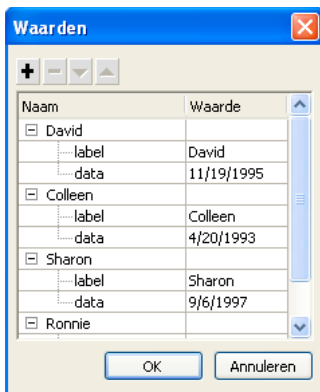 Waarden
Naam Waarde
David
label David
data 11/19/1995
Colleen
label Colleen
data 4/20/1993
Sharon
label Sharon
data 9/6/1997
Ronnie
OK Annuleren